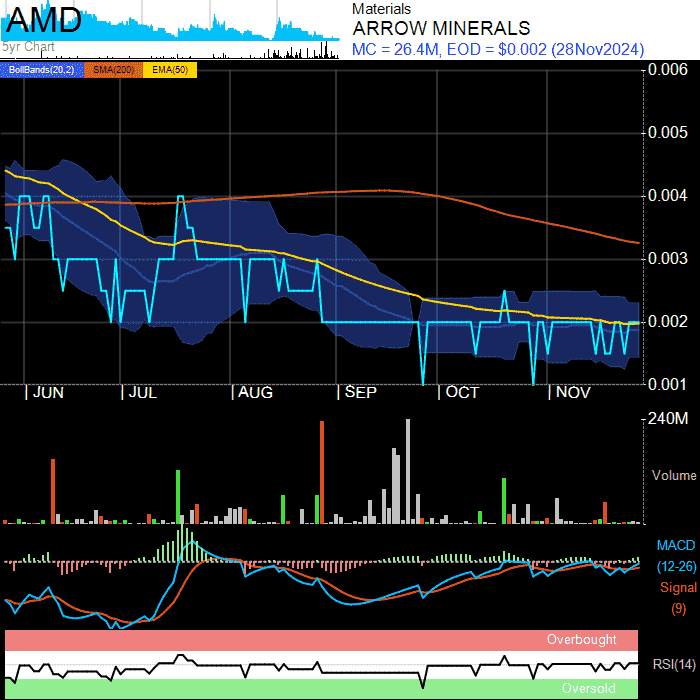 AMD
5yr Chart
Materials
ARROW MINERALS
MC = 26.4M, EOD = $0.002 (28Nov2024)
BollBands(20,2) SMA(200) EMA(50)
0.006
0.005
0.004
0.003
0.002
0.001
JUN JUL AUG SEP OCT NOV
240M
Volume
MACD
(12-26)
Signal
(9)
Overbought
RSI(14)
Oversold